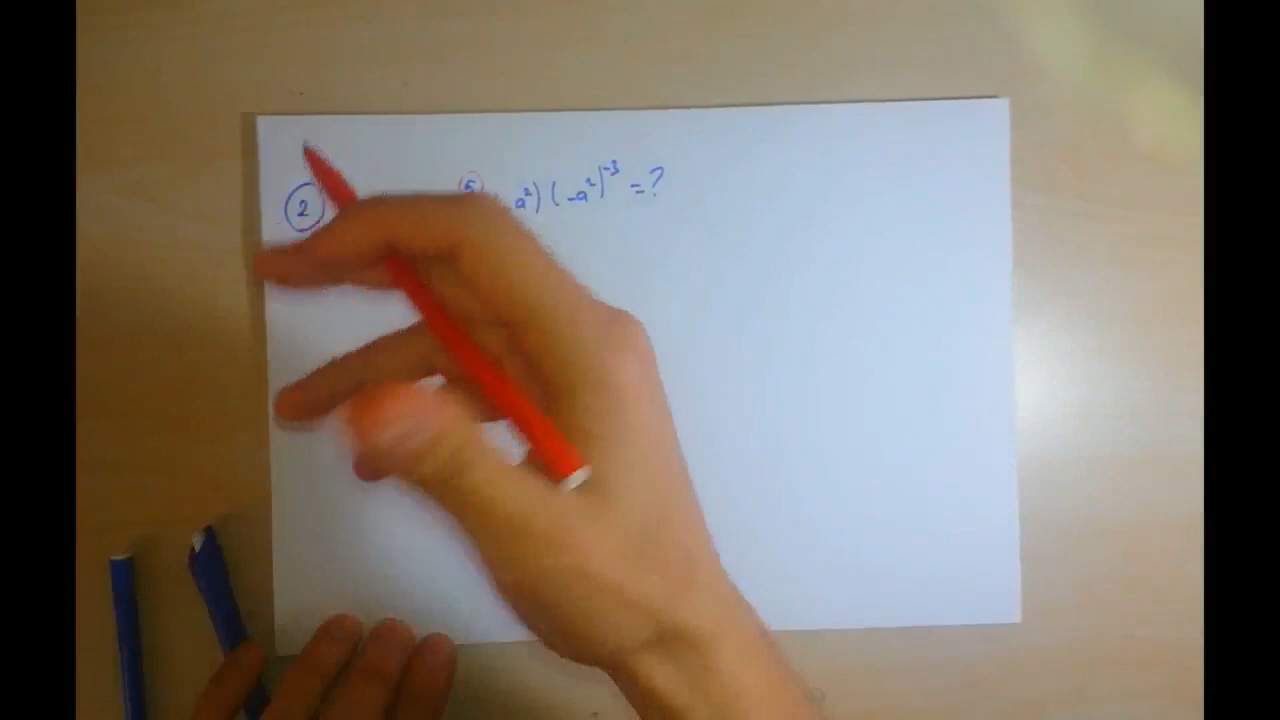 2 5 a²) (-a²)⁻³ = ?